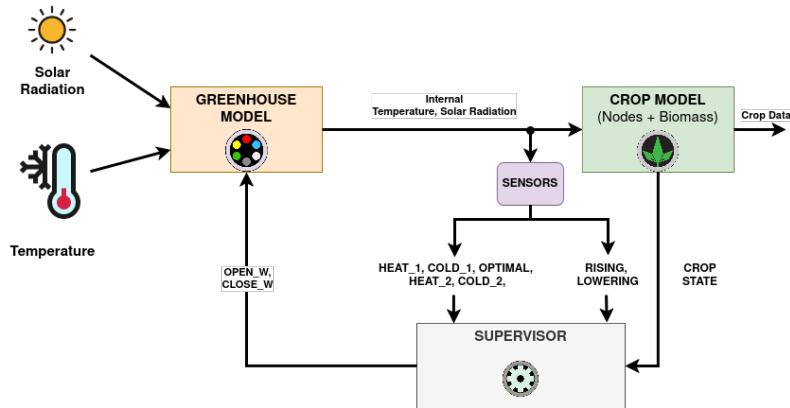 Solar
Radiation
GREENHOUSE
MODEL
Internal
Temperature, Solar Radiation
CROP MODEL
(Nodes + Biomass)
Crop Data
SENSORS
Temperature
OPEN_W,
CLOSE_W
HEAT_1, COLD_1, OPTIMAL,
HEAT_2, COLD_2,
RISING,
LOWERING
CROP
STATE
SUPERVISOR